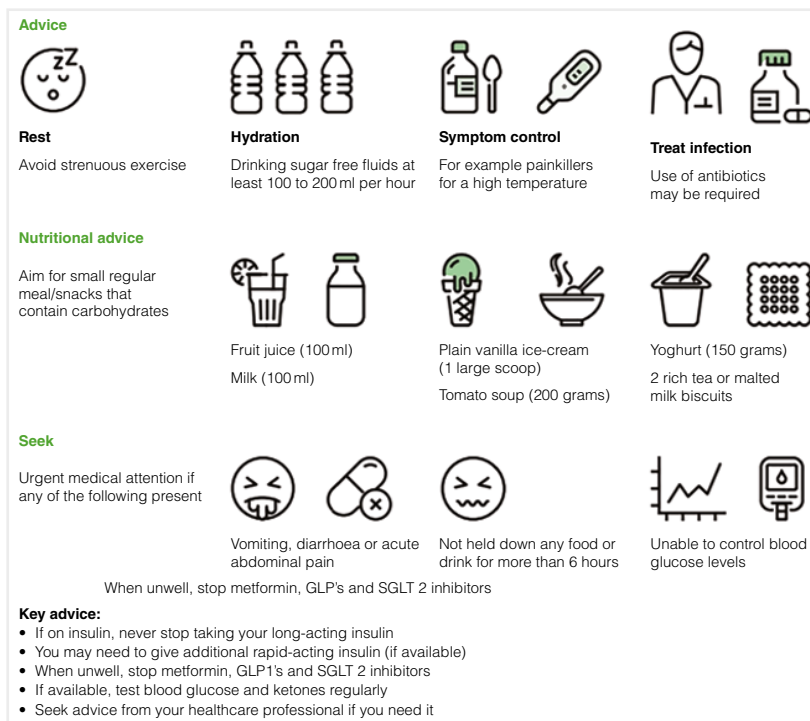 Advice
zZ
Rest
Avoid strenuous exercise
Hydration
Drinking sugar free fluids at
least 100 to 200 ml per hour
Symptom control
For example painkillers
for a high temperature
Treat infection
Use of antibiotics
may be required
Nutritional advice
Aim for small regular
meal/snacks that
contain carbohydrates
Fruit juice (100 ml)
Milk (100 ml)
Plain vanilla ice-cream
(1 large scoop)
Tomato soup (200 grams)
Yoghurt (150 grams)
2 rich tea or malted
milk biscuits
Seek
Urgent medical attention if
any of the following present
Vomiting, diarrhoea or acute
abdominal pain
Not held down any food or
drink for more than 6 hours
Unable to control blood
glucose levels
When unwell, stop metformin, GLP's and SGLT 2 inhibitors
Key advice:
• If on insulin, never stop taking your long-acting insulin
• You may need to give additional rapid-acting insulin (if available)
• When unwell, stop metformin, GLP1's and SGLT 2 inhibitors
• If available, test blood glucose and ketones regularly
• Seek advice from your healthcare professional if you need it